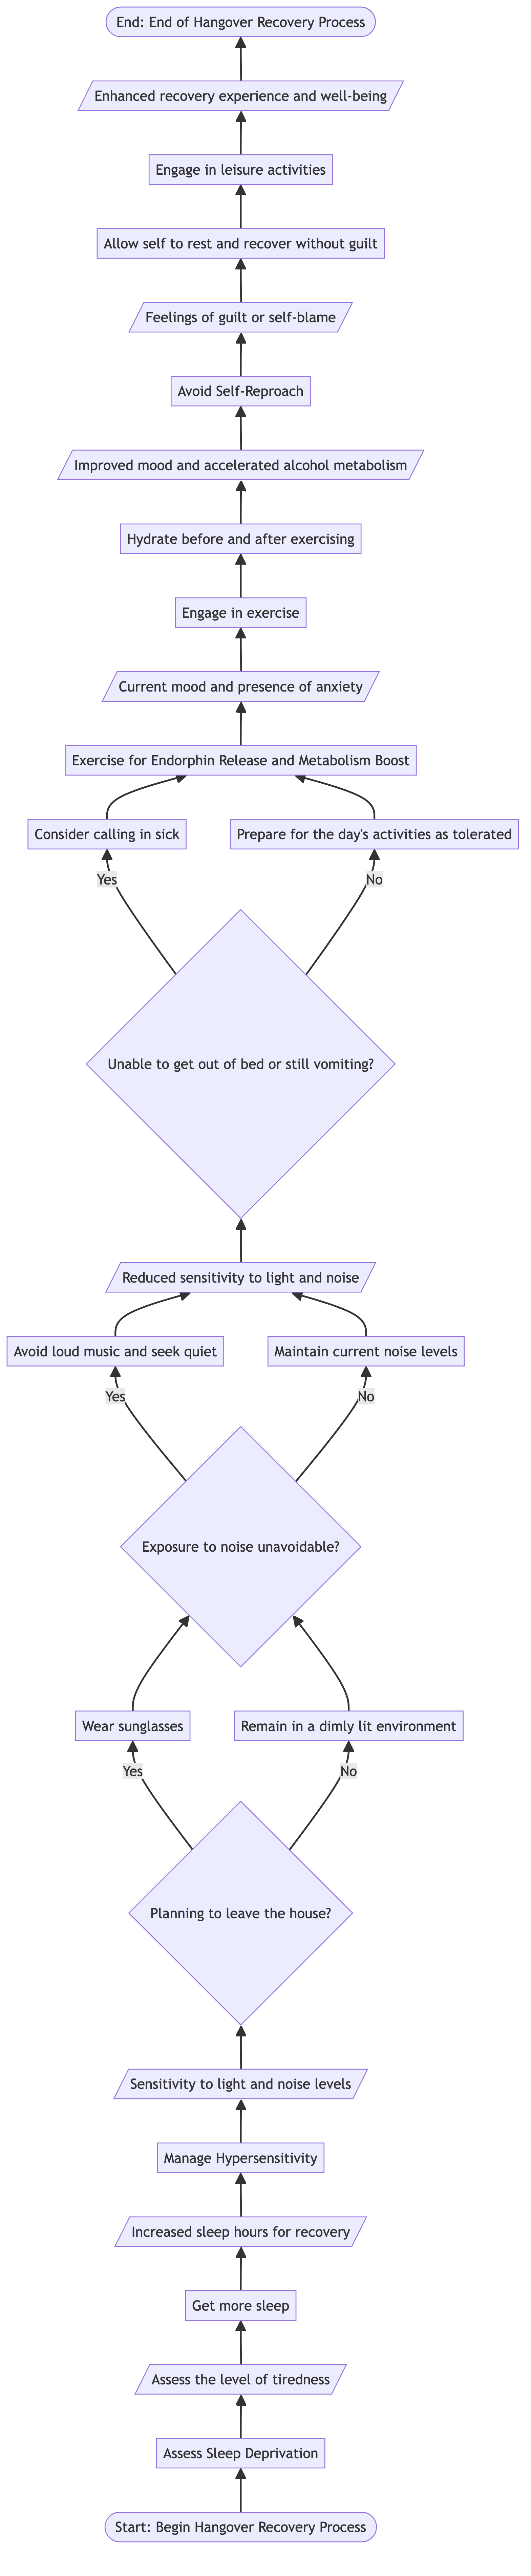 End: End of Hangover Recovery Process
Enhanced recovery experience and well-being
Engage in leisure activities
Allow self to rest and recover without guilt
Feelings of guilt or self-blame
Avoid Self-Reproach
Improved mood and accelerated alcohol metabolism
Hydrate before and after exercising
Engage in exercise
Current mood and presence of anxiety
Exercise for Endorphin Release and Metabolism Boost
Consider calling in sick
Prepare for the day's activities as tolerated
Yes
No
Unable to get out of bed or still vomiting?
Reduced sensitivity to light and noise
Avoid loud music and seek quiet
Maintain current noise levels
Yes
No
Exposure to noise unavoidable?
Wear sunglasses
Remain in a dimly lit environment
Yes
No
Planning to leave the house?
Sensitivity to light and noise levels
Manage Hypersensitivity
Increased sleep hours for recovery
Get more sleep
Assess the level of tiredness
Assess Sleep Deprivation
Start: Begin Hangover Recovery Process